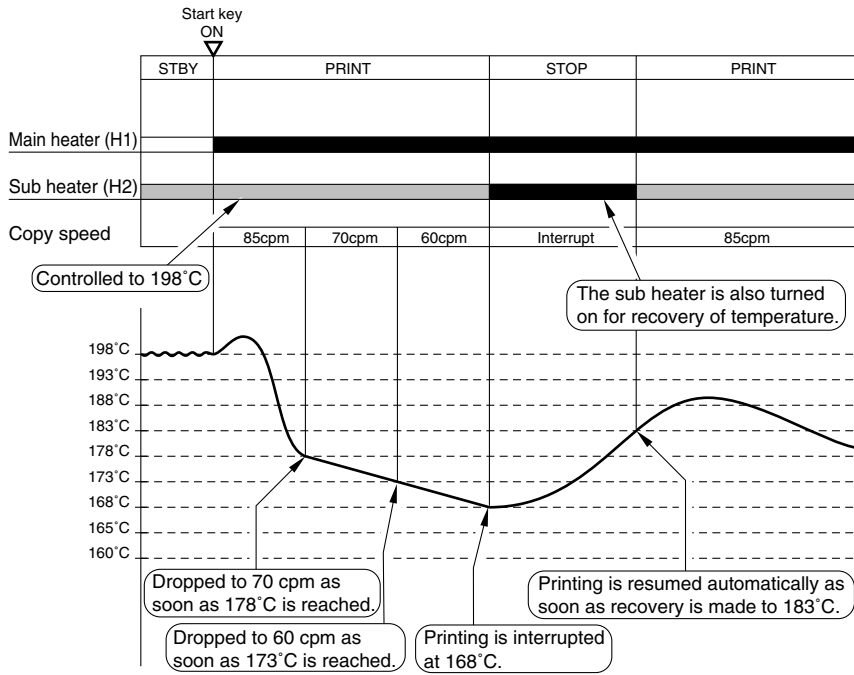 Start key
ON
STBY PRINT STOP PRINT
Main heater (H1)
Sub heater (H2)
Copy speed
85cpm 70cpm 60cpm Interrupt 85cpm
Controlled to 198˚C
The sub heater is also turned
on for recovery of temperature.
198˚C
193˚C
188˚C
183˚C
178˚C
173˚C
168˚C
165˚C
160˚C
Dropped to 70 cpm as
soon as 178˚C is reached.
Dropped to 60 cpm as
soon as 173˚C is reached.
Printing is interrupted
at 168˚C.
Printing is resumed automatically as
soon as recovery is made to 183˚C.